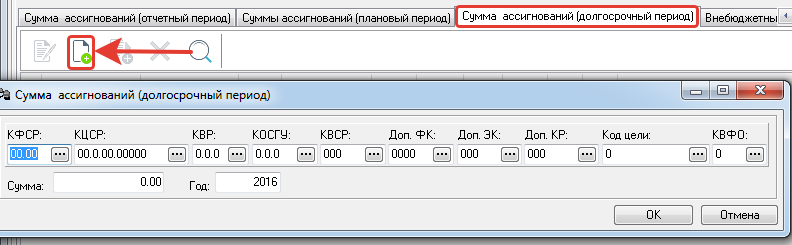 Сумма ассигнований (отчетный период) Суммы ассигнований (плановый период) Сумма ассигнований (долгосрочный период) Внебюджетны
Сумма ассигнований (долгосрочный период)
КФСР: КЦСР: КВР: КОСГУ: КВСР: Доп. ФК: Доп. ЭК: Доп. КР: Код цели: КВФО:
00.00 ... 00.0.00.00000 ... 0.0.0 ... 0.0.0 ... 000 ... 0000 ... 000 ... 000 ... 0 ... 0 ...
Сумма: 0.00 Год: 2016
OK Отмена